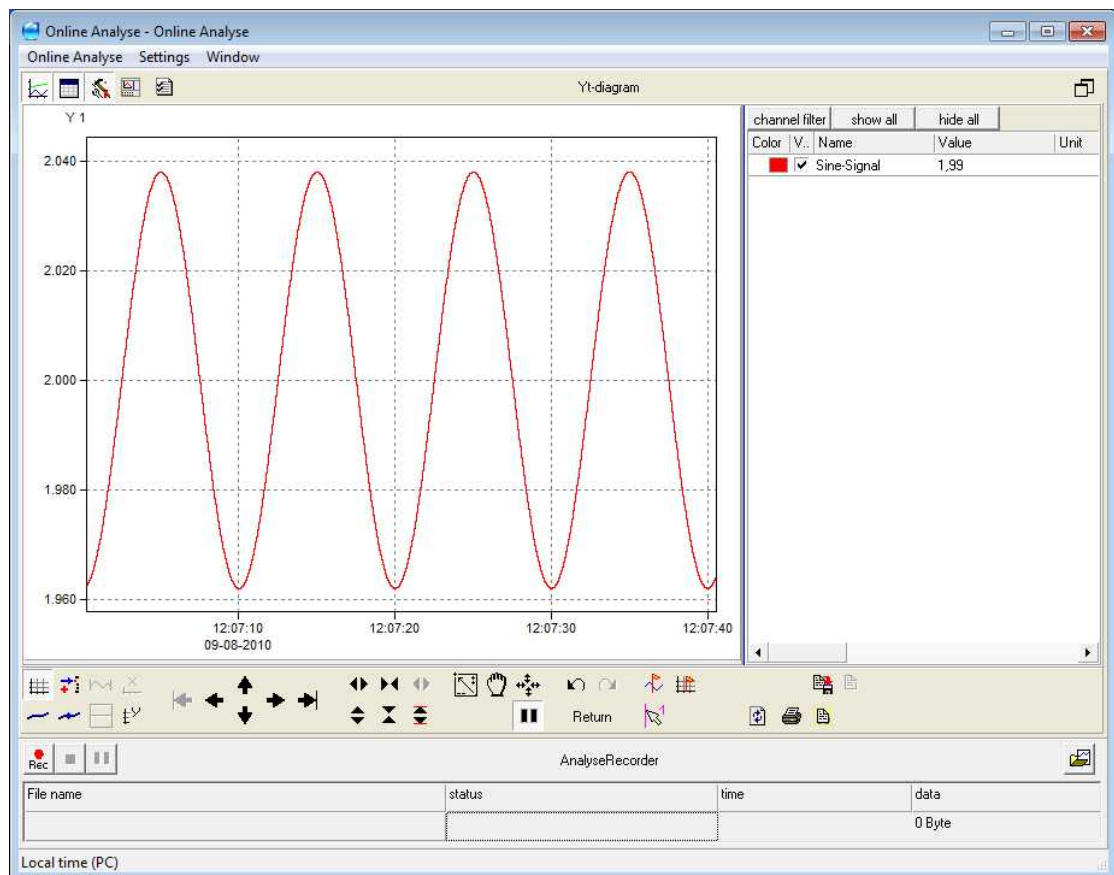 Online Analyse - Online Analyse
Online Analyse Settings Window
Yt-diagram
Y 1
2.040
2.020
2.000
1.980
1.960
12:07:10 12:07:20 12:07:30 12:07:40
09-08-2010
channel filter show all hide all
Color V.. Name Value Unit
Sine-Signal 1,99
Return
Rec
AnalyseRecorder
File name status time data
0 Byte
Local time (PC)